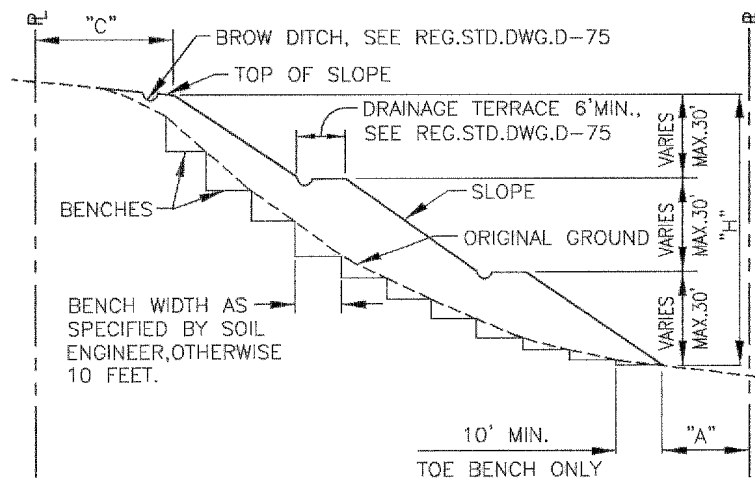 PL
PL
"C"
BROW DITCH, SEE REG.STD.DWG.D-75
TOP OF SLOPE
DRAINAGE TERRACE 6'MIN.,
SEE REG.STD.DWG.D-75
VARIES
MAX.30'
BENCHES
SLOPE
VARIES
MAX.30'
"H"
ORIGINAL GROUND
BENCH WIDTH AS
SPECIFIED BY SOIL
ENGINEER,OTHERWISE
10 FEET.
VARIES
MAX.30'
10' MIN.
"A"
TOE BENCH ONLY